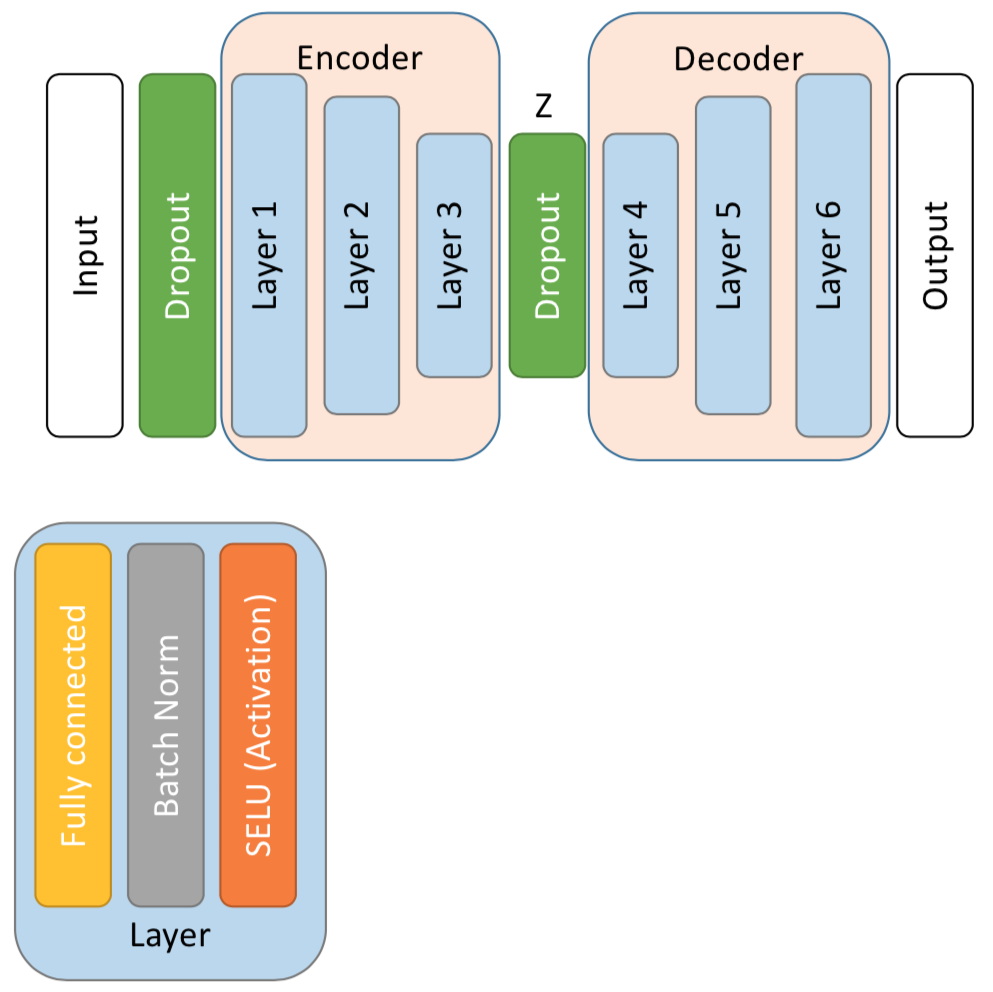 Encoder
Decoder
Z
Input
Dropout
Layer 1
Layer 2
Layer 3
Dropout
Layer 4
Layer 5
Layer 6
Output
Fully connected
Batch Norm
SELU (Activation)
Layer